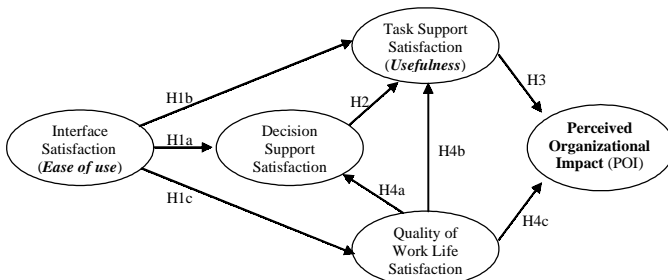 Task Support
Satisfaction
(Usefulness)
H3
H1b
H2
Interface
Satisfaction
(Ease of use)
H1a
Decision
Support
Satisfaction
H4b
Perceived
Organizational
Impact (POI)
H1c
H4a
H4c
Quality of
Work Life
Satisfaction